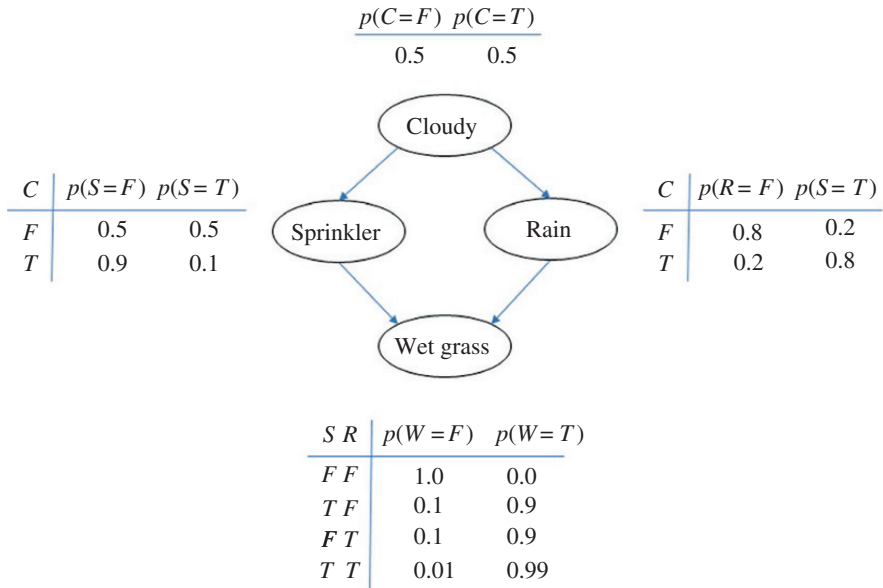 p(C=F) p(C=T)
0.5 0.5
Cloudy
C p(S=F) p(S=T)
F 0.5 0.5
T 0.9 0.1
Sprinkler
Rain
C p(R=F) p(S=T)
F 0.8 0.2
T 0.2 0.8
Wet grass
S R p(W=F) p(W=T)
F F 1.0 0.0
T F 0.1 0.9
F T 0.1 0.9
T T 0.01 0.99